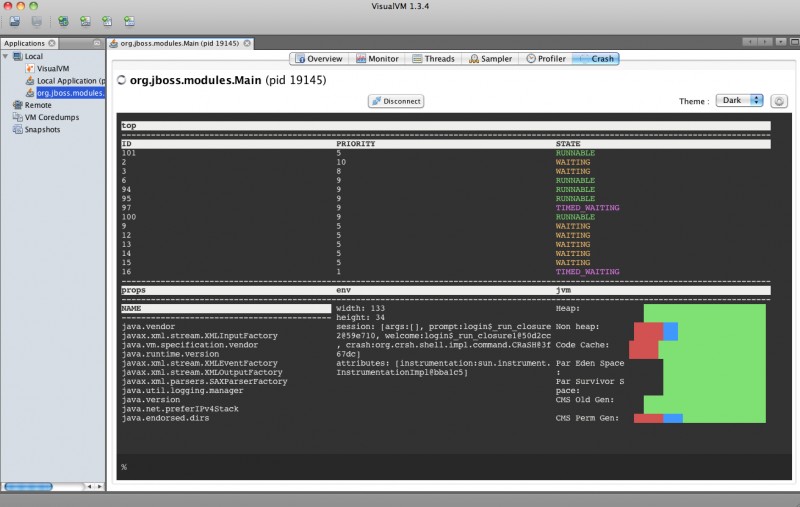 VisualVM 1.3.4
Applications
org.jboss.modules.Main (pid 19145)
Local
VisualVM
Local Application (p
org.jboss.modules.
Remote
VM Coredumps
Snapshots
Overview Monitor Threads Sampler Profiler Crash
org.jboss.modules.Main (pid 19145)
Disconnect
Theme : Dark
top
ID PRIORITY STATE
101 5 RUNNABLE
2 10 WAITING
3 8 WAITING
6 9 RUNNABLE
94 9 RUNNABLE
95 9 RUNNABLE
97 9 TIMED_WAITING
100 9 RUNNABLE
9 5 WAITING
12 5 WAITING
13 5 WAITING
14 5 WAITING
15 5 WAITING
16 1 TIMED_WAITING
props env jvm
NAME
java.vendor
javax.xml.stream.XMLInputFactory
java.vm.specification.vendor
java.runtime.version
javax.xml.stream.XMLEventFactory
javax.xml.stream.XMLOutputFactory
javax.xml.parsers.SAXParserFactory
java.util.logging.manager
java.version
java.net.preferIPv4Stack
java.endorsed.dirs
width: 133
height: 34
session: [args:[], prompt:login$_run_closure
2@59e710, welcome:login$_run_closure1@50d2cc
, crash:org.crsh.shell.impl.command.CRaSH@3f
67dc]
attributes: [instrumentation:sun.instrument.
InstrumentationImpl@bba1c5]
Heap:
Non heap:
Code Cache:
Par Eden Space
:
Par Survivor S
pace:
CMS Old Gen:
CMS Perm Gen:
%